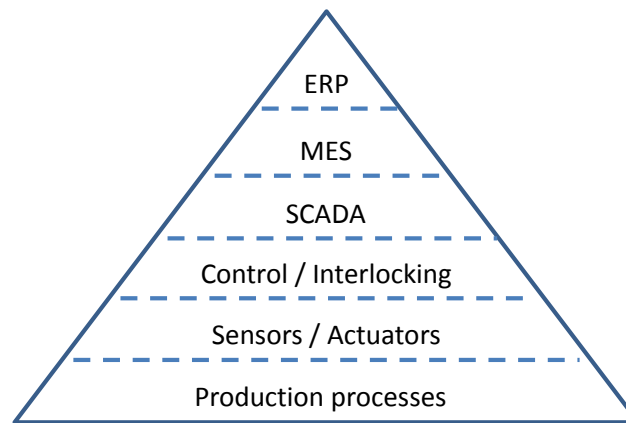 ERP
MES
SCADA
Control / Interlocking
Sensors / Actuators
Production processes